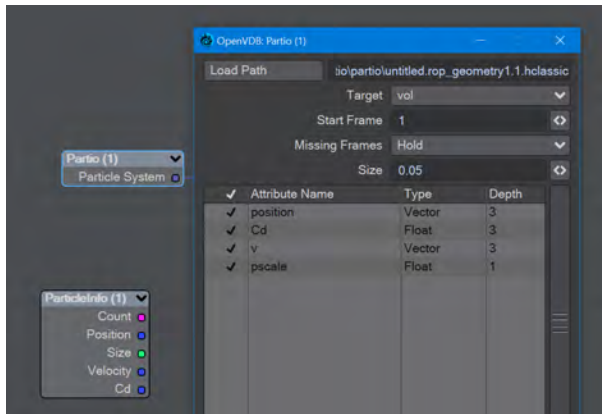 OpenVDB: Partio (1)
Load Path tio\partio\untitled.rop_geometry1.1.hclassic
Target vol
Start Frame 1
Missing Frames Hold
Size 0.05
Attribute Name Type Depth
position Vector 3
Cd Float 3
v Vector 3
pscale Float 1
Partio (1)
Particle System
ParticleInfo (1)
Count
Position
Size
Velocity
Cd